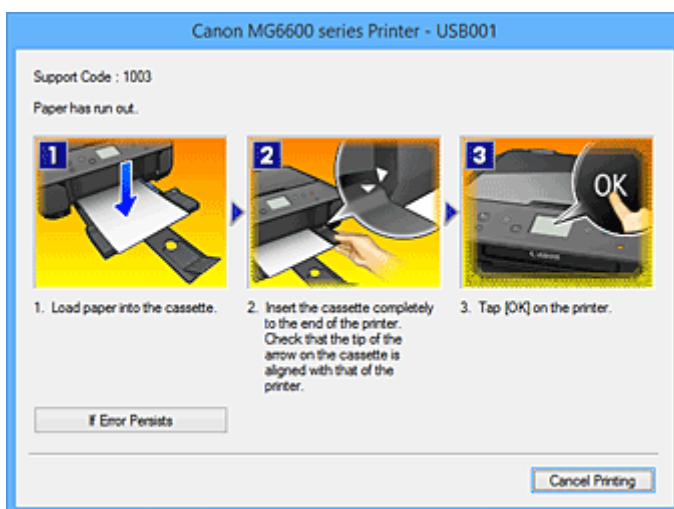 Canon MG6600 series Printer - USB001
Support Code : 1003
Paper has run out.
1
2
3
OK
Canon
1. Load paper into the cassette.
2. Insert the cassette completely
to the end of the printer.
Check that the tip of the
arrow on the cassette is
aligned with that of the
printer.
3. Tap [OK] on the printer.
If Error Persists
Cancel Printing